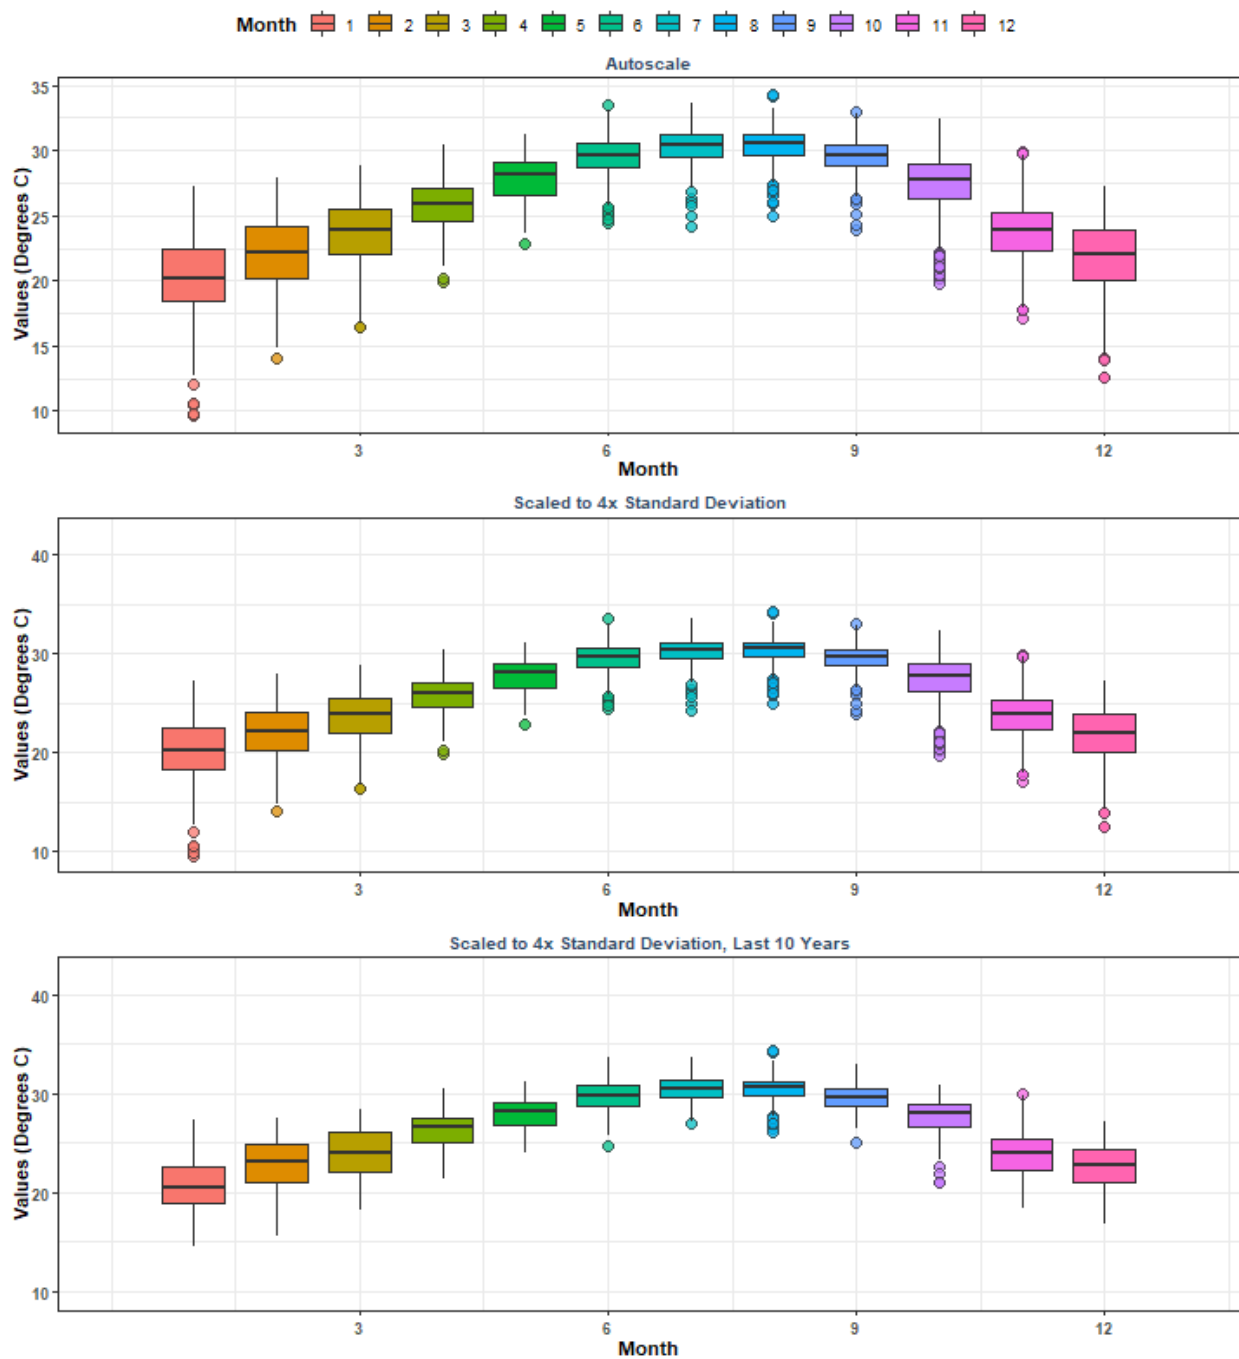 Month 1 2 3 4 5 6 7 8 9 10 11 12
Autoscale
Values (Degrees C)
35
30
25
20
15
10
3 6 9 12
Month
Scaled to 4x Standard Deviation
Values (Degrees C)
40
30
20
10
3 6 9 12
Month
Scaled to 4x Standard Deviation, Last 10 Years
Values (Degrees C)
40
30
20
10
3 6 9 12
Month